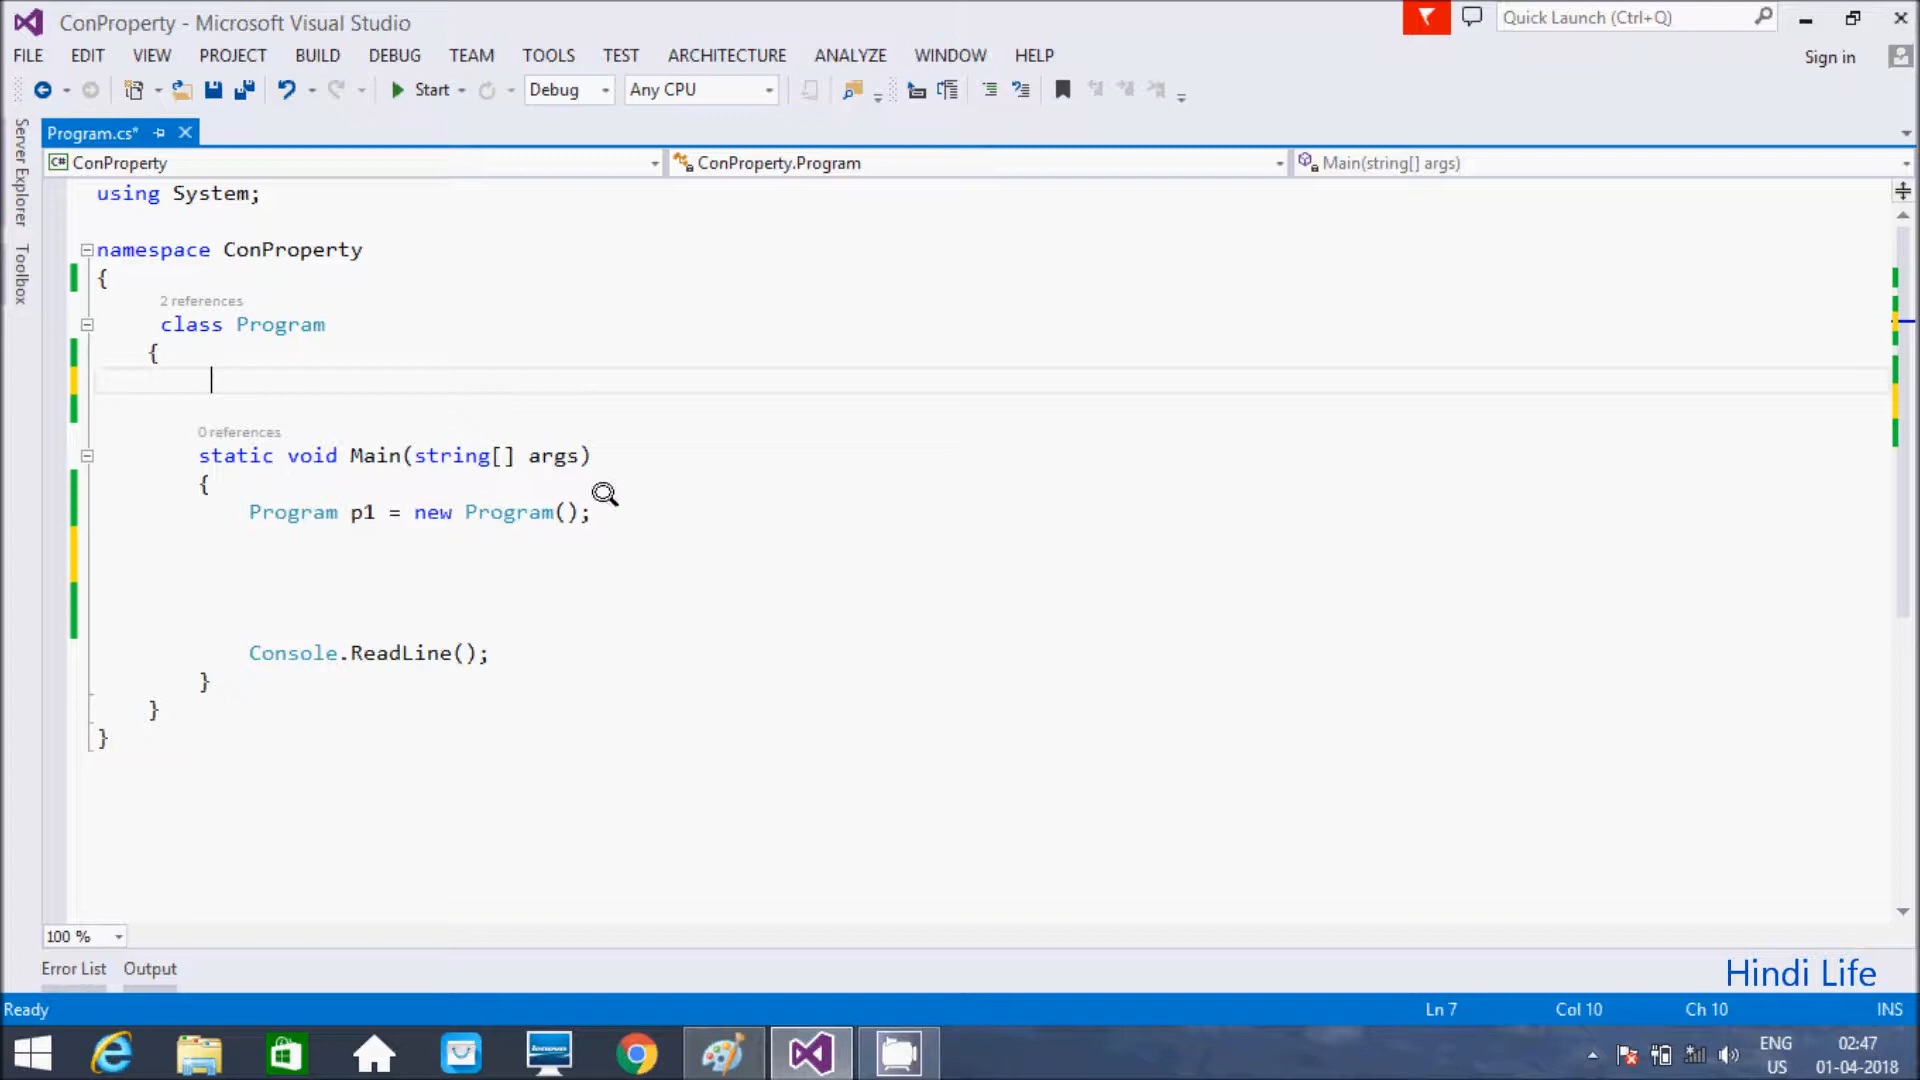 ConProperty - Microsoft Visual Studio
Quick Launch (Ctrl+Q)
FILE EDIT VIEW PROJECT BUILD DEBUG TEAM TOOLS TEST ARCHITECTURE ANALYZE WINDOW HELP
Sign in
Start Debug Any CPU
Server Explorer
Toolbox
Program.cs*
C# ConProperty ConProperty.Program Main(string[] args)
using System;
namespace ConProperty
{
2 references
class Program
{
0 references
static void Main(string[] args)
{
Program p1 = new Program();
Console.ReadLine();
}
}
}
100 %
Error List Output
Hindi Life
Ready Ln 7 Col 10 Ch 10 INS
ENG 02:47
US 01-04-2018